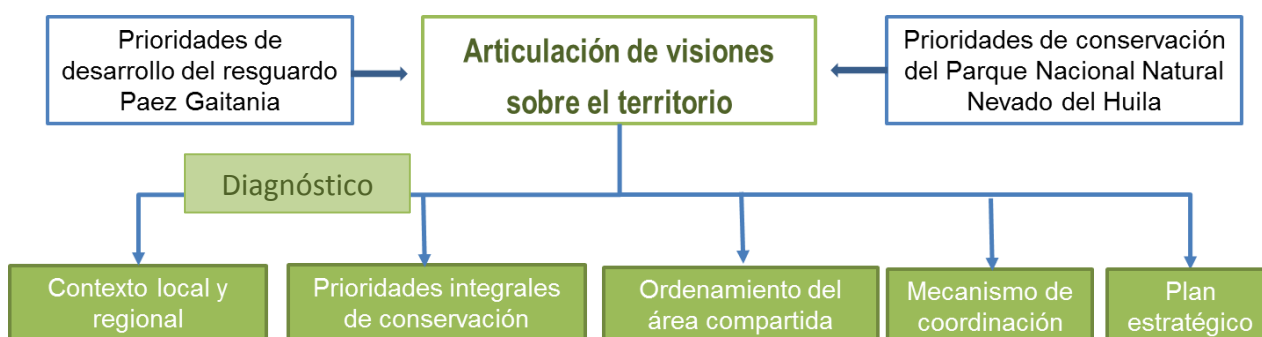 Prioridades de
desarrollo del resguardo
Paez Gaitania
Articulación de visiones
sobre el territorio
Prioridades de conservación
del Parque Nacional Natural
Nevado del Huila
Diagnóstico
Contexto local y
regional
Prioridades integrales
de conservación
Ordenamiento del
área compartida
Mecanismo de
coordinación
Plan
estratégico